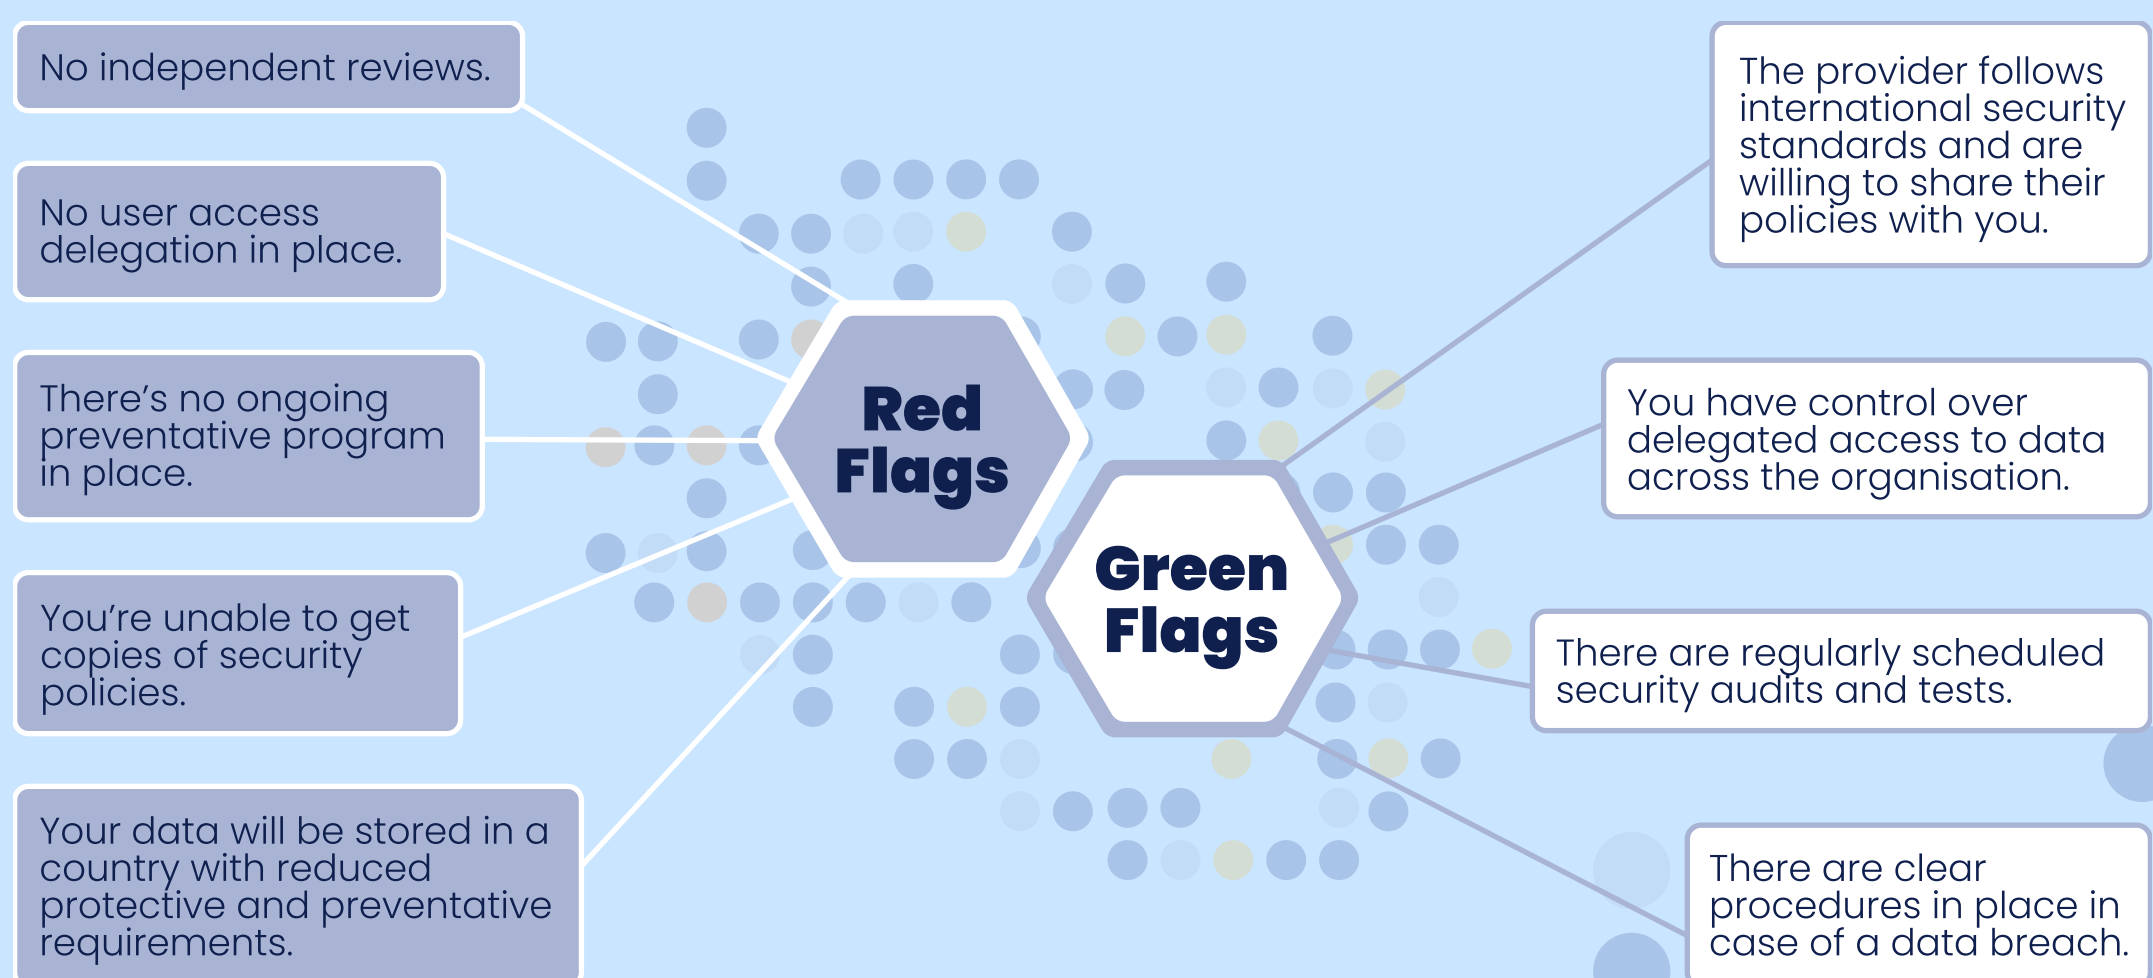 No independent reviews.
No user access
delegation in place.
There's no ongoing
preventative program
in place.
You're unable to get
copies of security
policies.
Your data will be stored in a
country with reduced
protective and preventative
requirements.
Red
Flags
Green
Flags
The provider follows
international security
standards and are
willing to share their
policies with you.
You have control over
delegated access to data
across the organisation.
There are regularly scheduled
security audits and tests.
There are clear
procedures in place in
case of a data breach.